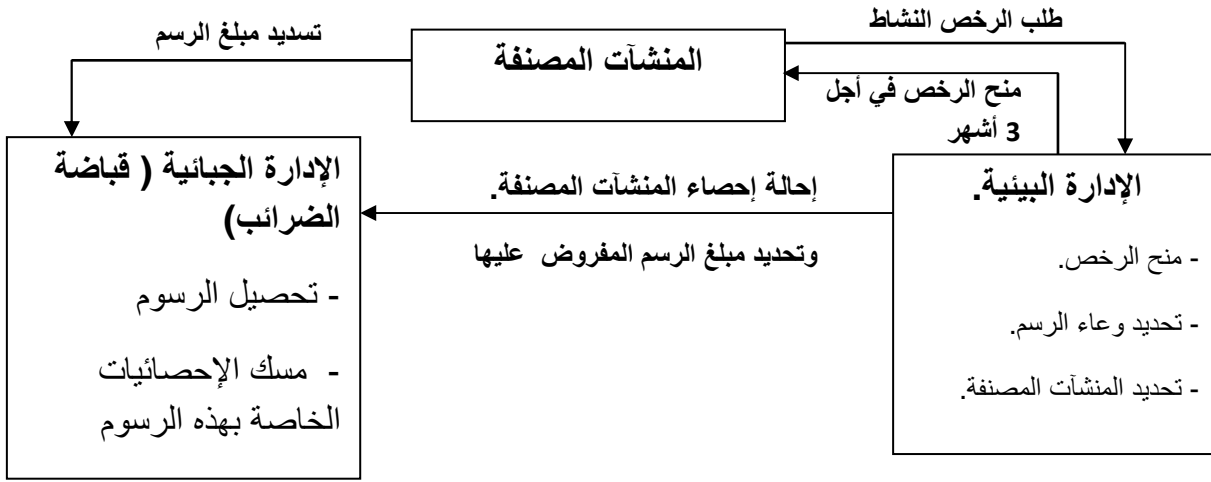 طلب الرخص النشاط
تسديد مبلغ الرسم
المنشآت المصنفة
منح الرخص في أجل
3 أشهر
الإدارة البيئية.
- منح الرخص.
- تحديد وعاء الرسم.
- تحديد المنشآت المصنفة.
إحالة إحصاء المنشآت المصنفة.
وتحديد مبلغ الرسم المفروض عليها
الإدارة الجبائية ( قباضة
الضرائب)
- تحصيل الرسوم
- مسك الإحصائيات
الخاصة بهذه الرسوم